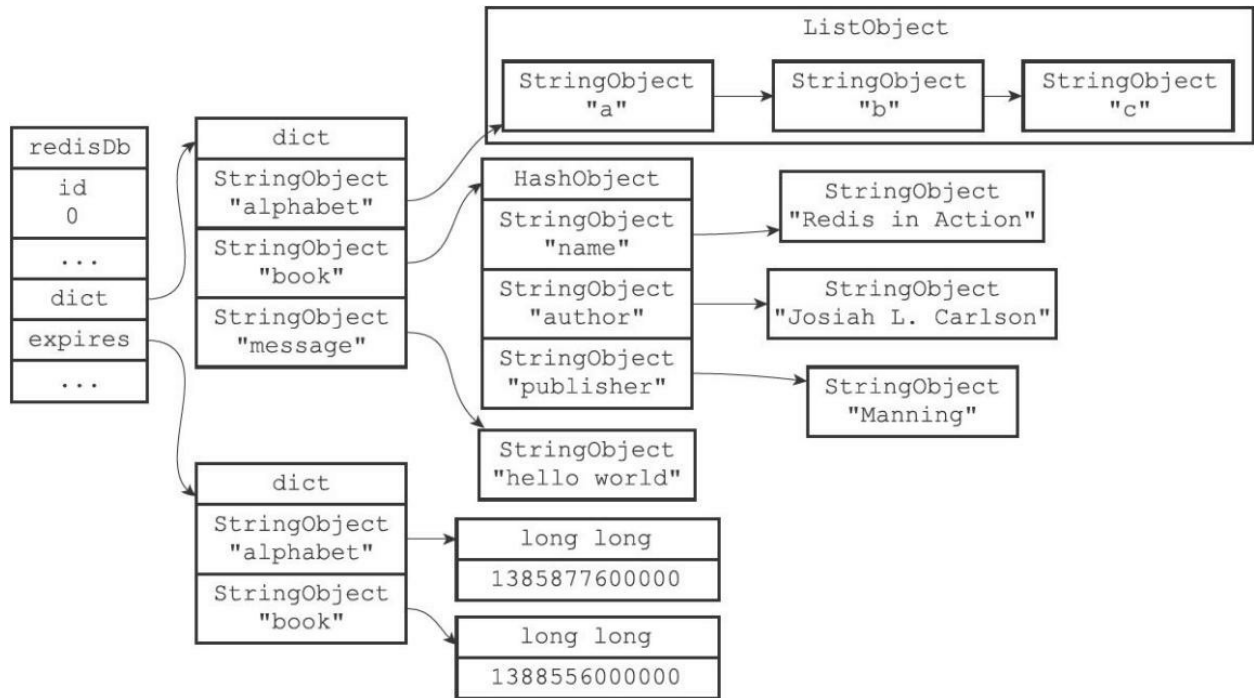 ListObject
StringObject
"a"
StringObject
"b"
StringObject
"c"
redisDb
id
0
...
dict
expires
...
dict
StringObject
"alphabet"
StringObject
"book"
StringObject
"message"
HashObject
StringObject
"name"
StringObject
"author"
StringObject
"publisher"
StringObject
"Redis in Action"
StringObject
"Josiah L. Carlson"
StringObject
"Manning"
StringObject
"hello world"
dict
StringObject
"alphabet"
StringObject
"book"
long long
1385877600000
long long
1388556000000